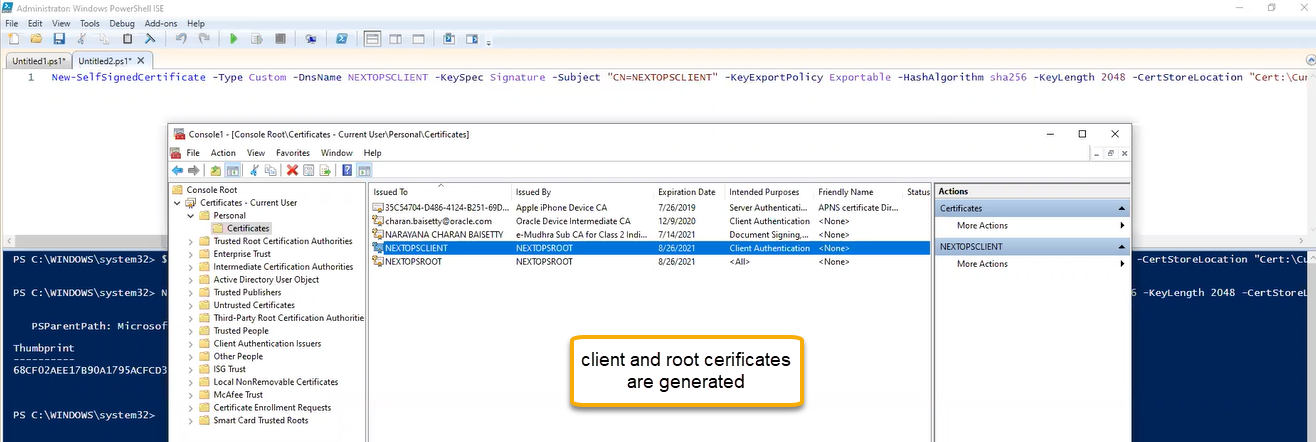 Administrator: Windows PowerShell ISE
File Edit View Tools Debug Add-ons Help
Untitled1.ps1* Untitled2.ps1* X
1 New-SelfSignedCertificate -Type Custom -DnsName NEXTOPSCLIENT -KeySpec Signature -Subject "CN=NEXTOPSCLIENT" -KeyExportPolicy Exportable -HashAlgorithm sha256 -KeyLength 2048 -CertStoreLocation "Cert:\Cu
Console1 - [Console Root\Certificates - Current User\Personal\Certificates]
File Action View Favorites Window Help
Console Root
Certificates - Current User
Personal
Certificates
Trusted Root Certification Authorities
Enterprise Trust
Intermediate Certification Authorities
Active Directory User Object
Trusted Publishers
Untrusted Certificates
Third-Party Root Certification Authoritie
Trusted People
Client Authentication Issuers
Other People
ISG Trust
Local NonRemovable Certificates
McAfee Trust
Certificate Enrollment Requests
Smart Card Trusted Roots
Issued To Issued By Expiration Date Intended Purposes Friendly Name Status
35C54704-D486-4124-B251-69D... Apple iPhone Device CA 7/26/2019 Server Authenticati... APNS certificate Dir...
charan.baisetty@oracle.com Oracle Device Intermediate CA 12/9/2020 Client Authentication <None>
NARAYANA CHARAN BAISETTY e-Mudhra Sub CA for Class 2 Indi... 7/14/2021 Document Signing,... <None>
NEXTOPSCLIENT NEXTOPSROOT 8/26/2021 Client Authentication <None>
NEXTOPSROOT NEXTOPSROOT 8/26/2021 <All> <None>
Actions
Certificates
More Actions
NEXTOPSCLIENT
More Actions
PS C:\WINDOWS\system32> $
-CertStoreLocation "Cert:\Cu
PS C:\WINDOWS\system32> N
6 -KeyLength 2048 -CertStoreL
PSParentPath: Microsof
Thumbprint
----------
68CF02AEE17B90A1795ACFCD3
PS C:\WINDOWS\system32>
client and root cerificates
are generated